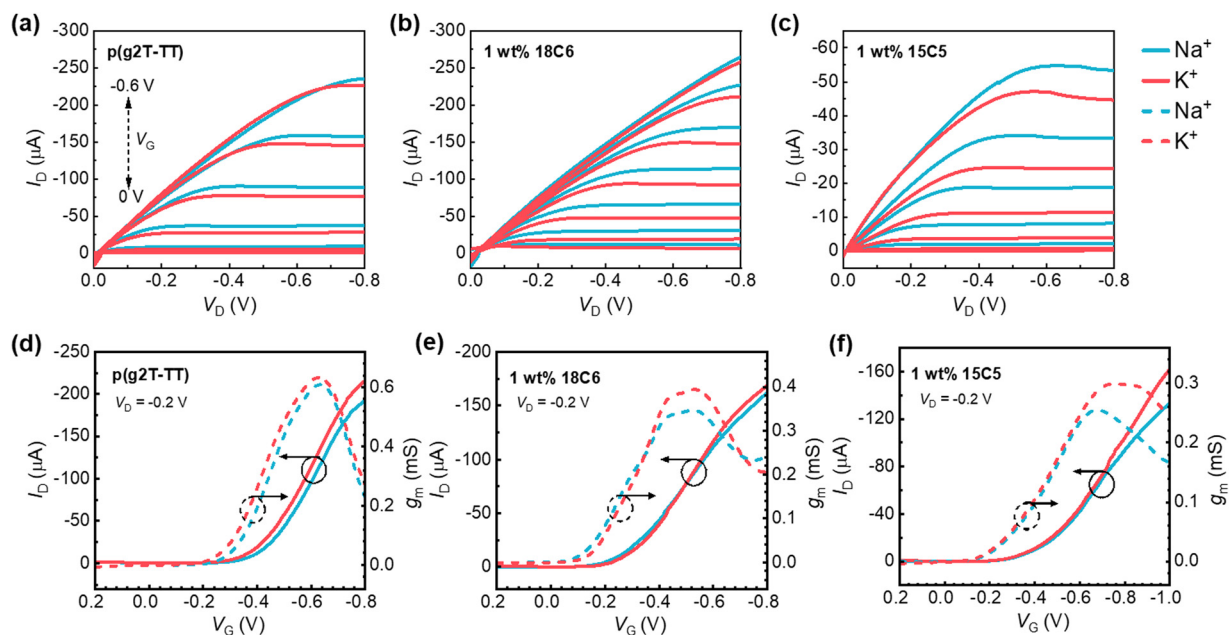 (a)
p(g2T-TT)
-0.6 V
VG
0 V
-300
-250
-200
-150
-100
-50
0
ID (μA)
0.0 -0.2 -0.4 -0.6 -0.8
VD (V)
(b)
1 wt% 18C6
-300
-250
-200
-150
-100
-50
0
ID (μA)
0.0 -0.2 -0.4 -0.6 -0.8
VD (V)
(c)
1 wt% 15C5
-60
-50
-40
-30
-20
-10
0
ID (μA)
0.0 -0.2 -0.4 -0.6 -0.8
VD (V)
Na+
K+
Na+
K+
(d)
p(g2T-TT)
VD = -0.2 V
-250
-200
-150
-100
-50
0
ID (μA)
0.6
0.4
0.2
0.0
gm (mS)
0.2 0.0 -0.2 -0.4 -0.6 -0.8
VG (V)
(e)
1 wt% 18C6
VD = -0.2 V
-200
-150
-100
-50
0
ID (μA)
0.4
0.3
0.2
0.1
0.0
gm (mS)
0.2 0.0 -0.2 -0.4 -0.6 -0.8
VG (V)
(f)
1 wt% 15C5
VD = -0.2 V
-160
-120
-80
-40
0
ID (μA)
0.3
0.2
0.1
0.0
gm (mS)
0.2 0.0 -0.2 -0.4 -0.6 -0.8 -1.0
VG (V)